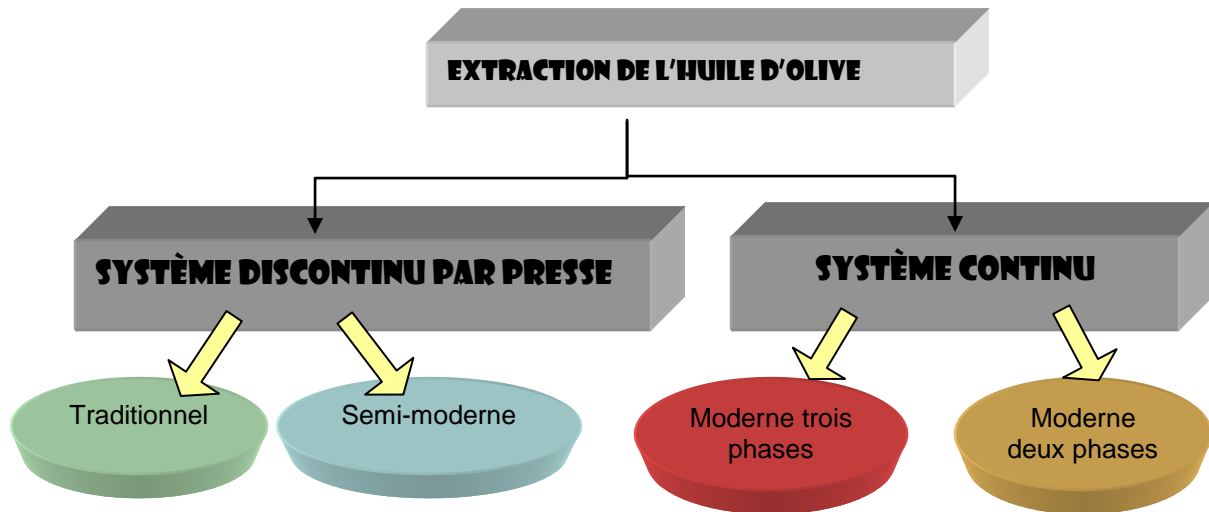 EXTRACTION DE L'HUILE D'OLIVE
SYSTÈME DISCONTINU PAR PRESSE
SYSTÈME CONTINU
Traditionnel
Semi-moderne
Moderne trois
phases
Moderne
deux phases